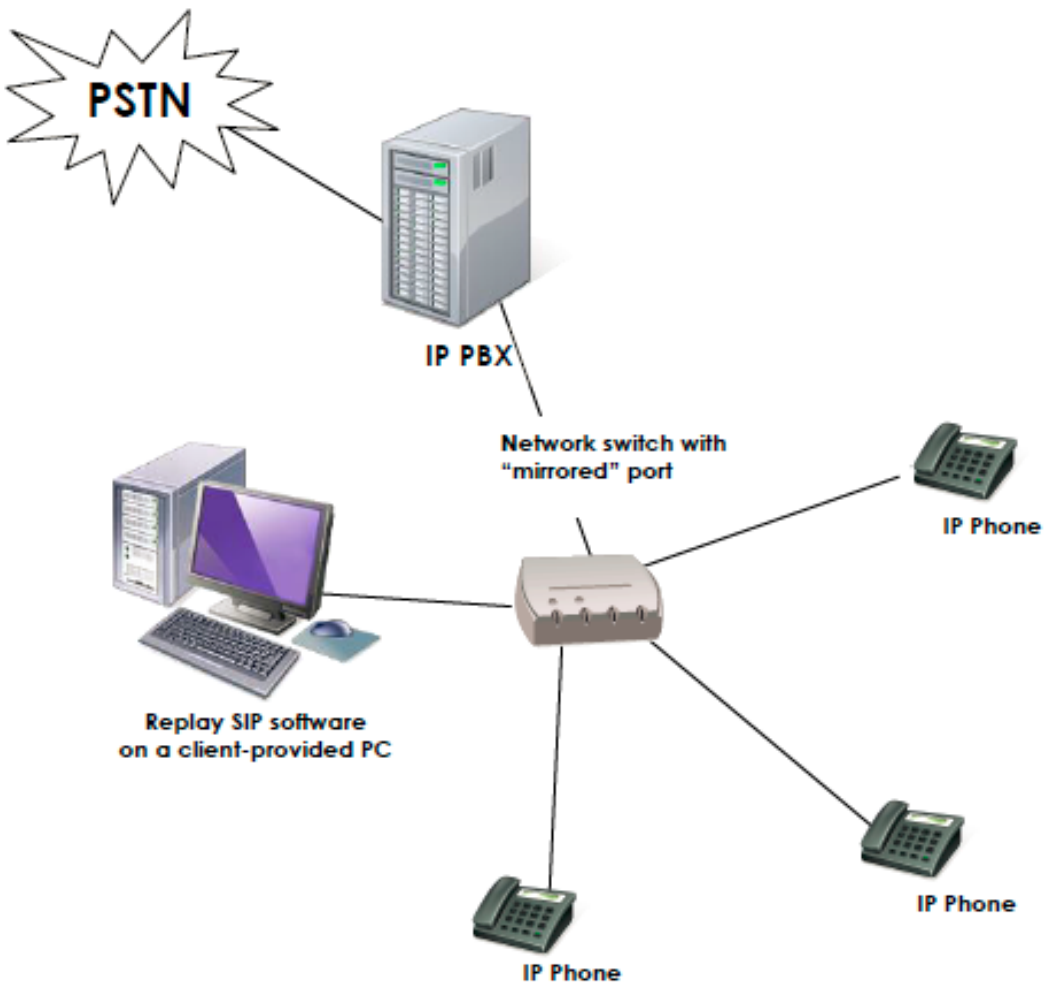 PSTN
IP PBX
Network switch with
“mirrored” port
IP Phone
Replay SIP software
on a client-provided PC
IP Phone
IP Phone